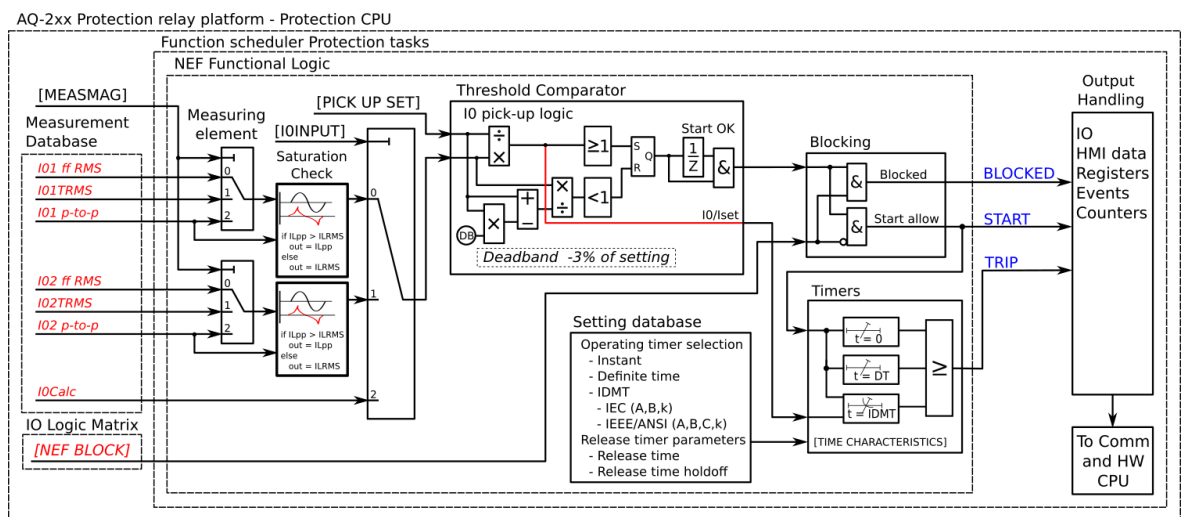 AQ-2xx Protection relay platform - Protection CPU
Function scheduler Protection tasks
NEF Functional Logic
[MEASMAG]
Measurement
Database
I01 ff RMS
I01TRMS
I01 p-to-p
I02 ff RMS
I02TRMS
I02 p-to-p
I0Calc
IO Logic Matrix
[NEF BLOCK]
Measuring
element
0
1
2
0
1
2
[PICK UP SET]
[I0INPUT]
Saturation
Check
if ILpp > ILRMS
out = ILpp
else
out = ILRMS
if ILpp > ILRMS
out = ILpp
else
out = ILRMS
0
1
2
Threshold Comparator
I0 pick-up logic
÷
×
≥1
S
R
Q
Start OK
1
Z
&
×
÷
<1
+
−
DB
×
I0/Iset
Deadband -3% of setting
Blocking
&
Blocked
&
Start allow
BLOCKED
START
TRIP
Timers
t = 0
t = DT
t = IDMT
≥
[TIME CHARACTERISTICS]
Setting database
Operating timer selection
- Instant
- Definite time
- IDMT
- IEC (A,B,k)
- IEEE/ANSI (A,B,C,k)
Release timer parameters
- Release time
- Release time holdoff
Output
Handling
IO
HMI data
Registers
Events
Counters
To Comm
and HW
CPU